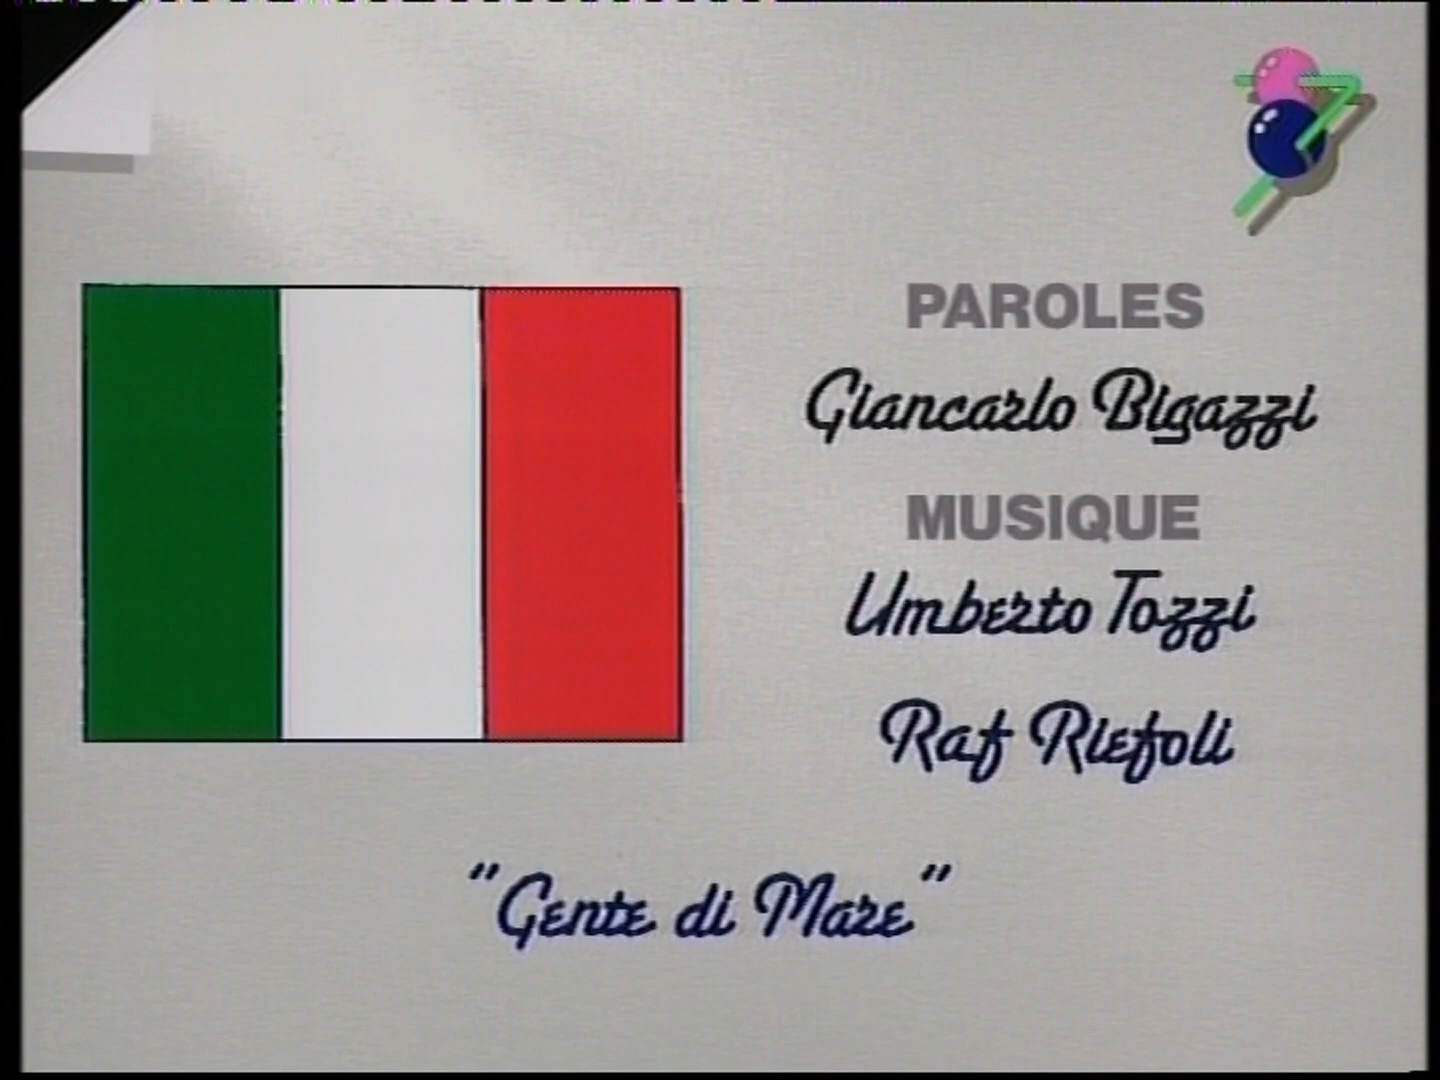 PAROLES
Giancarlo Bigazzi
MUSIQUE
Umberto Tozzi
Raf Riefoli
"Gente di Mare"